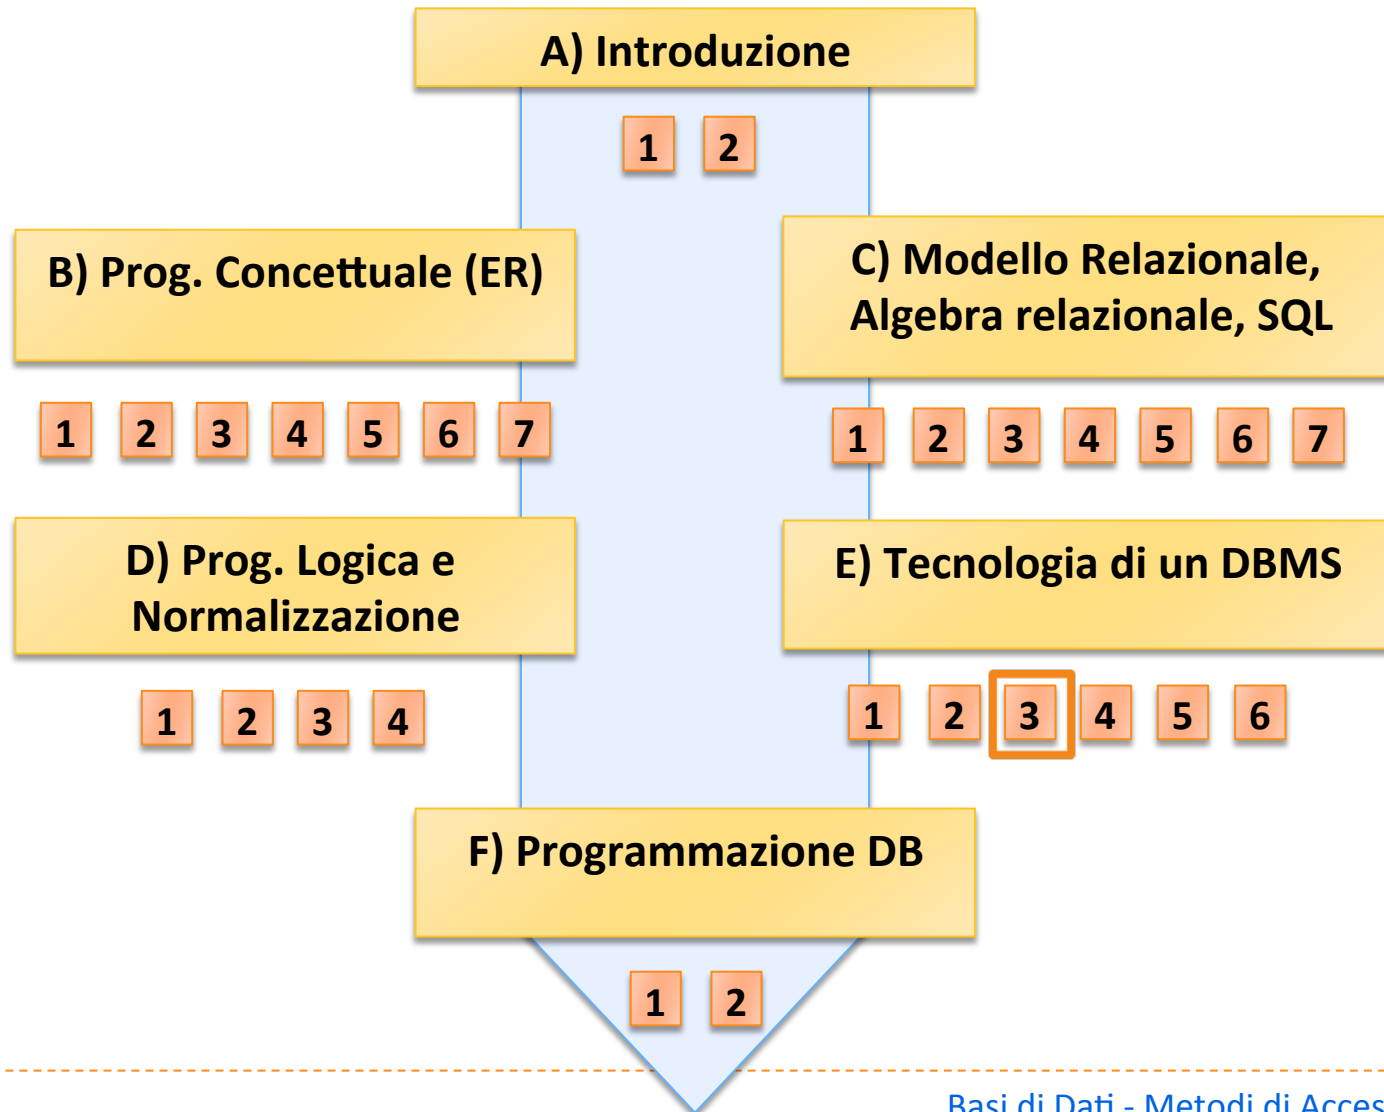 A) Introduzione
1 2
B) Prog. Concettuale (ER)
C) Modello Relazionale,
Algebra relazionale, SQL
1 2 3 4 5 6 7
1 2 3 4 5 6 7
D) Prog. Logica e
Normalizzazione
E) Tecnologia di un DBMS
1 2 3 4
1 2 3 4 5 6
F) Programmazione DB
1 2
Basi di Dati - Metodi di Acces